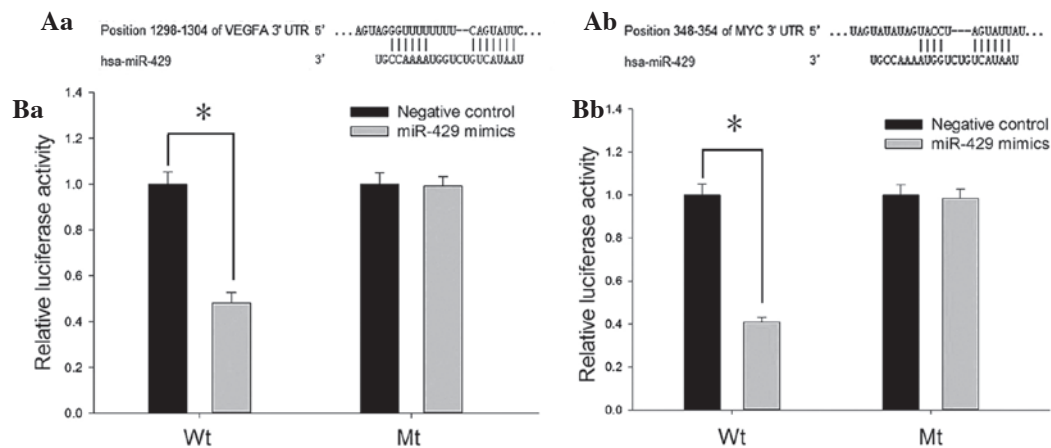 Aa
Position 1298-1304 of VEGFA 3' UTR 5' ...AGUAGGGUUUUUUUU--CAGUAUUC...
hsa-miR-429 3' UGCCAAAAUGGUCUGUCAUAAU
Ab
Position 348-354 of MYC 3' UTR 5' ...UAGUAUAUAGUACCU---AGUAUUAU...
hsa-miR-429 3' UGCCAAAAUGGUCUGUCAUAAU
Ba
Negative control
miR-429 mimics
*
Relative luciferase activity
1.4
1.2
1.0
0.8
0.6
0.4
0.2
0.0
Wt
Mt
Bb
Negative control
miR-429 mimics
*
Relative luciferase activity
1.4
1.2
1.0
0.8
0.6
0.4
0.2
0.0
Wt
Mt